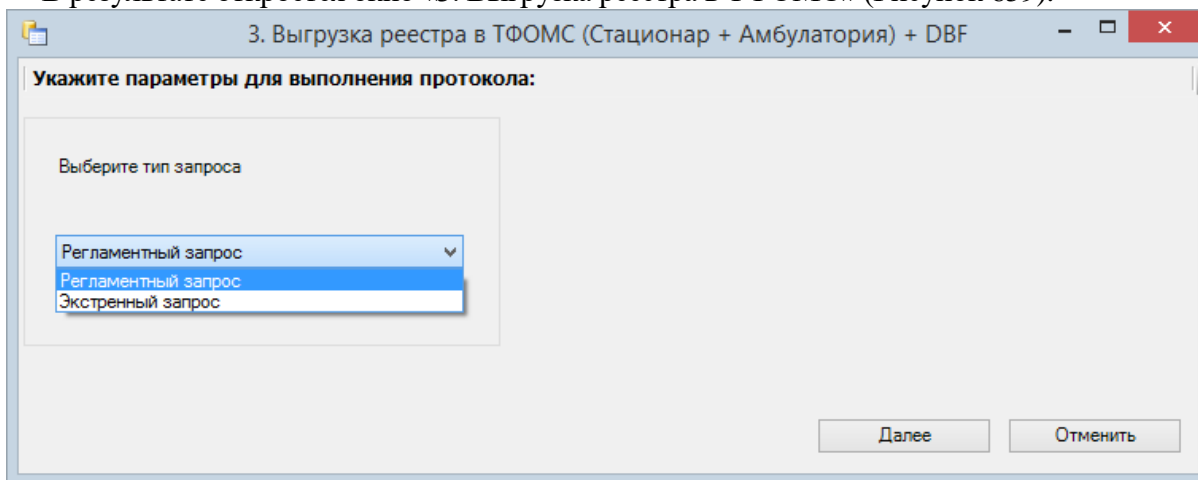 3. Выгрузка реестра в ТФОМС (Стационар + Амбулатория) + DBF
Укажите параметры для выполнения протокола:
Выберите тип запроса
Регламентный запрос
Регламентный запрос
Экстренный запрос
Далее
Отменить